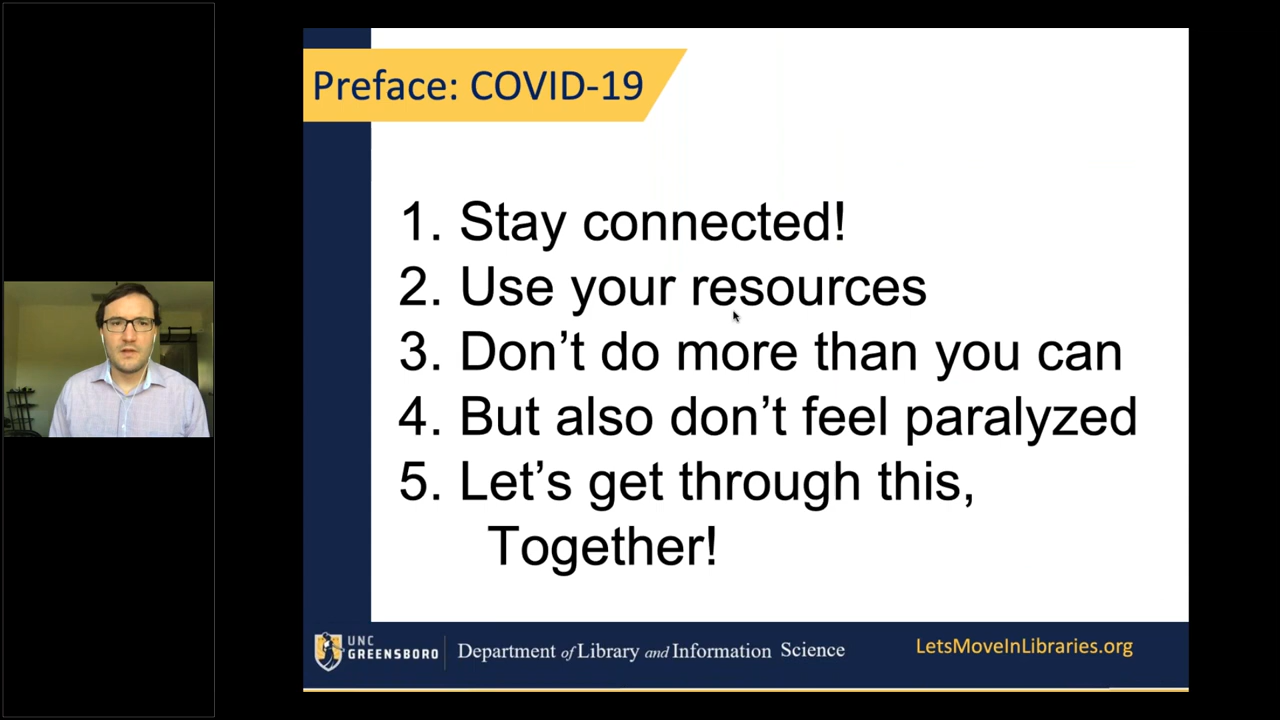 Preface: COVID-19
1. Stay connected!
2. Use your resources
3. Don’t do more than you can
4. But also don’t feel paralyzed
5. Let’s get through this,
Together!
UNC
GREENSBORO
Department of Library and Information Science
LetsMoveInLibraries.org